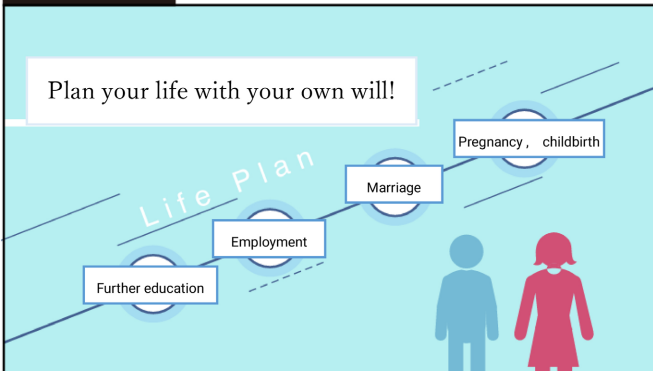 Plan your life with your own will!
Life Plan
Pregnancy, childbirth
Marriage
Employment
Further education